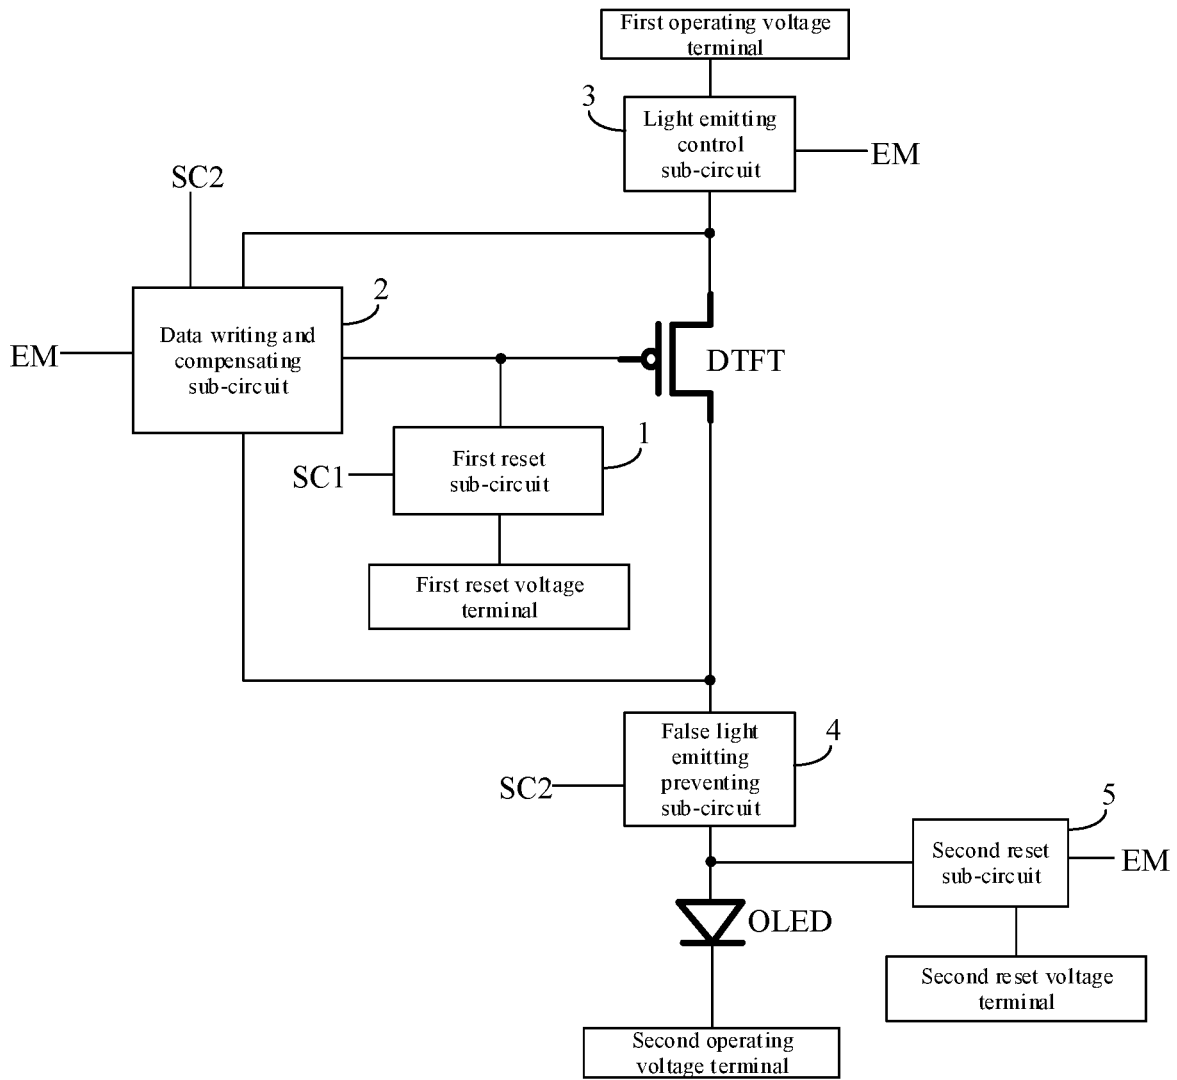 First operating voltage
terminal
3
Light emitting
control
sub-circuit
EM
SC2
2
Data writing and
compensating
sub-circuit
EM
DTFT
1
First reset
sub-circuit
SC1
First reset voltage
terminal
4
False light
emitting
preventing
sub-circuit
SC2
5
Second reset
sub-circuit
EM
OLED
Second reset voltage
terminal
Second operating
voltage terminal